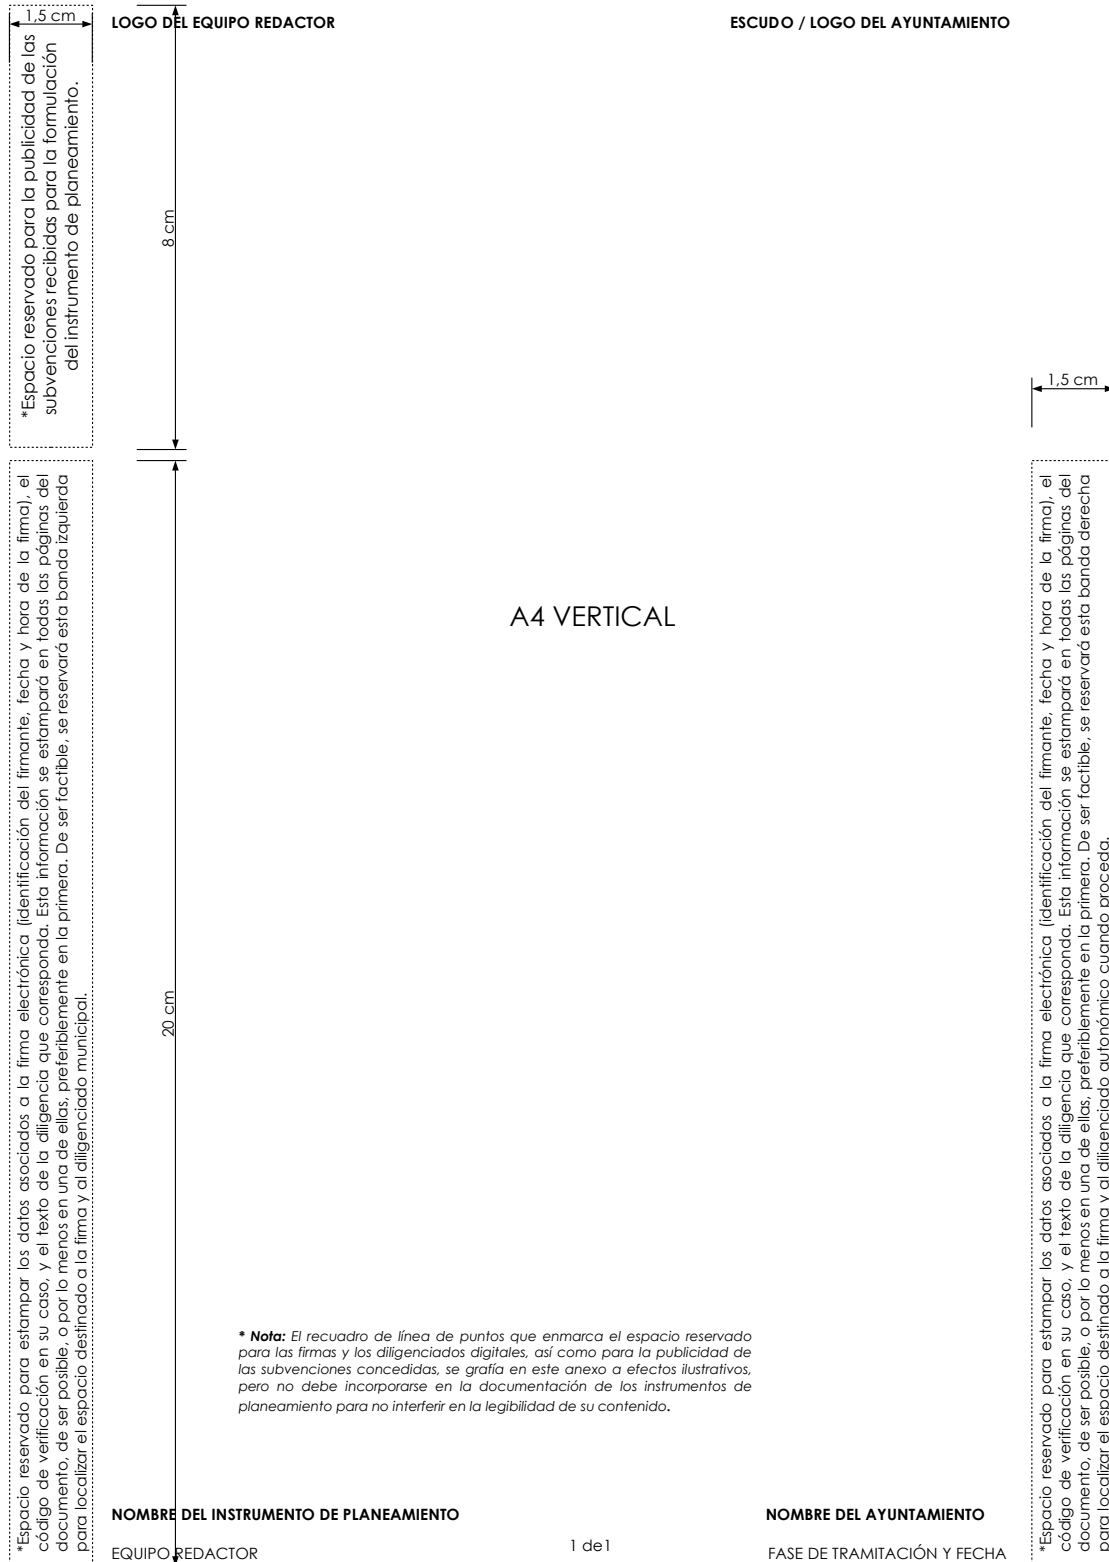 1,5 cm
LOGO DEL EQUIPO REDACTOR
ESCUDO / LOGO DEL AYUNTAMIENTO
*Espacio reservado para la publicidad de las
subvenciones recibidas para la formulación
del instrumento de planeamiento.
8 cm
1,5 cm
*Espacio reservado para estampar los datos asociados a la firma electrónica (identificación del firmante, fecha y hora de la firma), el
código de verificación en su caso, y el texto de la diligencia que corresponda. Esta información se estampará en todas las páginas del
documento, de ser posible, o por lo menos en una de ellas, preferiblemente en la primera. De ser factible, se reservará esta banda izquierda
para localizar el espacio destinado a la firma y al diligenciado municipal.
20 cm
A4 VERTICAL
*Espacio reservado para estampar los datos asociados a la firma electrónica (identificación del firmante, fecha y hora de la firma), el
código de verificación en su caso, y el texto de la diligencia que corresponda. Esta información se estampará en todas las páginas del
documento, de ser posible, o por lo menos en una de ellas, preferiblemente en la primera. De ser factible, se reservará esta banda derecha
para localizar el espacio destinado a la firma y al diligenciado autonómico cuando proceda.
* Nota: El recuadro de línea de puntos que enmarca el espacio reservado
para las firmas y los diligenciados digitales, así como para la publicidad de
las subvenciones concedidas, se grafía en este anexo a efectos ilustrativos,
pero no debe incorporarse en la documentación de los instrumentos de
planeamiento para no interferir en la legibilidad de su contenido.
NOMBRE DEL INSTRUMENTO DE PLANEAMIENTO
NOMBRE DEL AYUNTAMIENTO
EQUIPO REDACTOR
1 de1
FASE DE TRAMITACIÓN Y FECHA